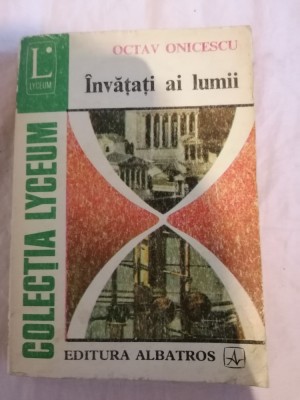 L
LYCEUM
OCTAV ONICESCU
Învățați ai lumii
COLECȚIA LYCEUM
EDITURA ALBATROS